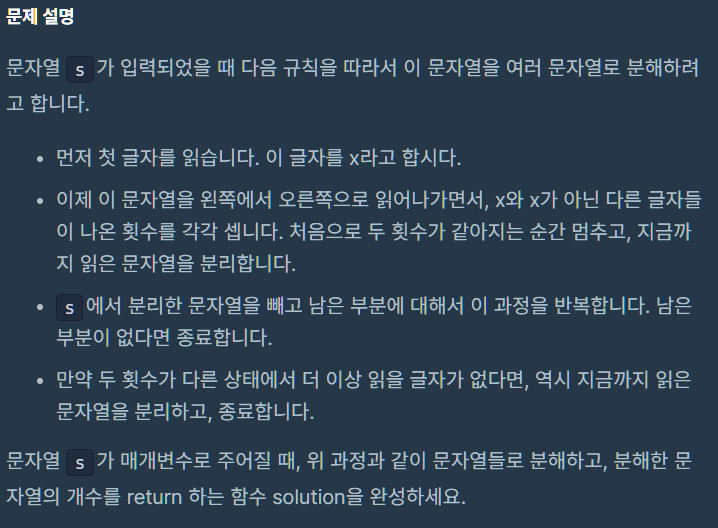 문제 설명
문자열 s 가 입력되었을 때 다음 규칙을 따라서 이 문자열을 여러 문자열로 분해하려
고 합니다.
• 먼저 첫 글자를 읽습니다. 이 글자를 x라고 합시다.
• 이제 이 문자열을 왼쪽에서 오른쪽으로 읽어나가면서, x와 x가 아닌 다른 글자들
이 나온 횟수를 각각 셉니다. 처음으로 두 횟수가 같아지는 순간 멈추고, 지금까
지 읽은 문자열을 분리합니다.
• s 에서 분리한 문자열을 빼고 남은 부분에 대해서 이 과정을 반복합니다. 남은
부분이 없다면 종료합니다.
• 만약 두 횟수가 다른 상태에서 더 이상 읽을 글자가 없다면, 역시 지금까지 읽은
문자열을 분리하고, 종료합니다.
문자열 s 가 매개변수로 주어질 때, 위 과정과 같이 문자열들로 분해하고, 분해한 문
자열의 개수를 return 하는 함수 solution을 완성하세요.